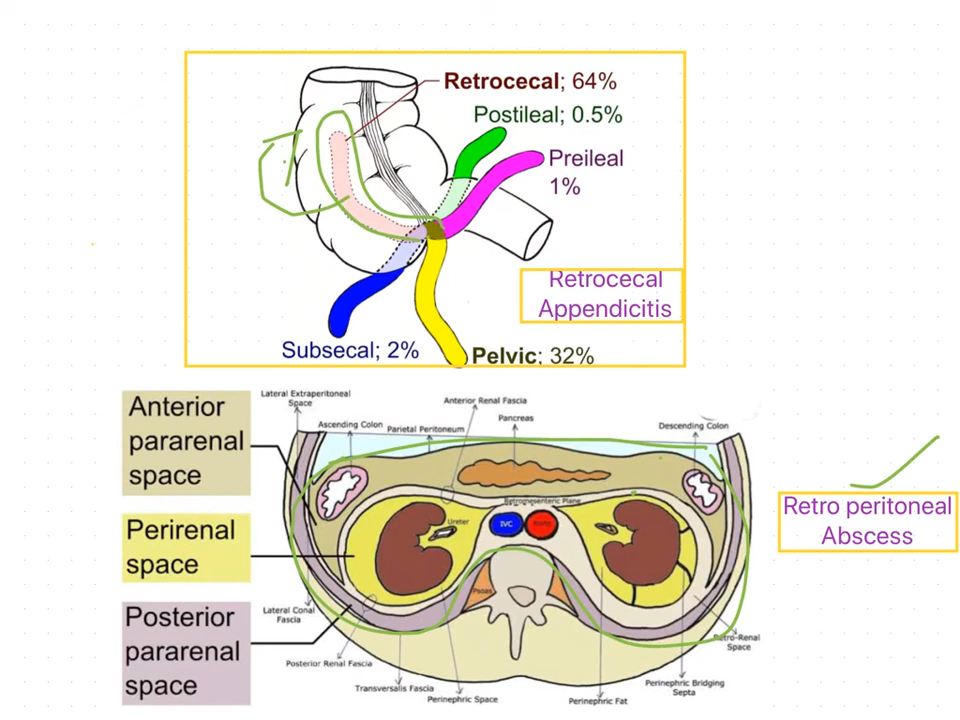 Retrocecal; 64%
Postileal; 0.5%
Preileal
1%
Retrocecal
Appendicitis
Subsecal; 2%
Pelvic; 32%
Anterior
pararenal
space
Perirenal
space
Posterior
pararenal
space
Lateral Extraperitoneal
Space
Ascending Colon
Parietal Peritoneum
Anterior Renal Fascia
Pancreas
Descending Colon
Retromesenteric Plane
Ureter
IVC
Psoas
Lateral Conal
Fascia
Posterior Renal Fascia
Transversalis Fascia
Perinephric Space
Perinephric Fat
Perinephric Bridging
Septa
Retro-Renal
Space
Retro peritoneal
Abscess